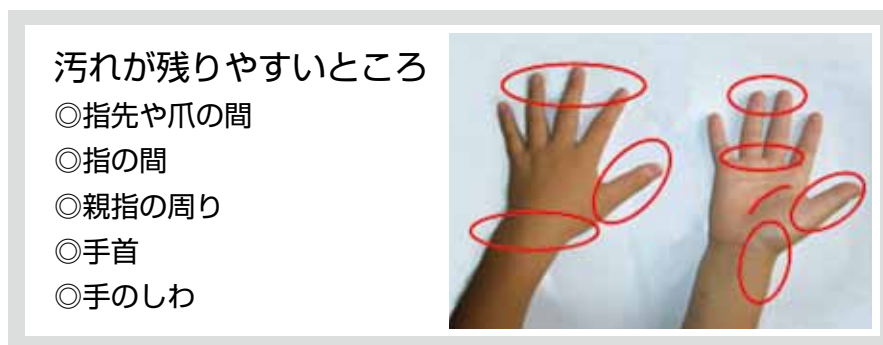 汚れが残りやすいところ
◎指先や爪の間
◎指の間
◎親指の周り
◎手首
◎手のしわ